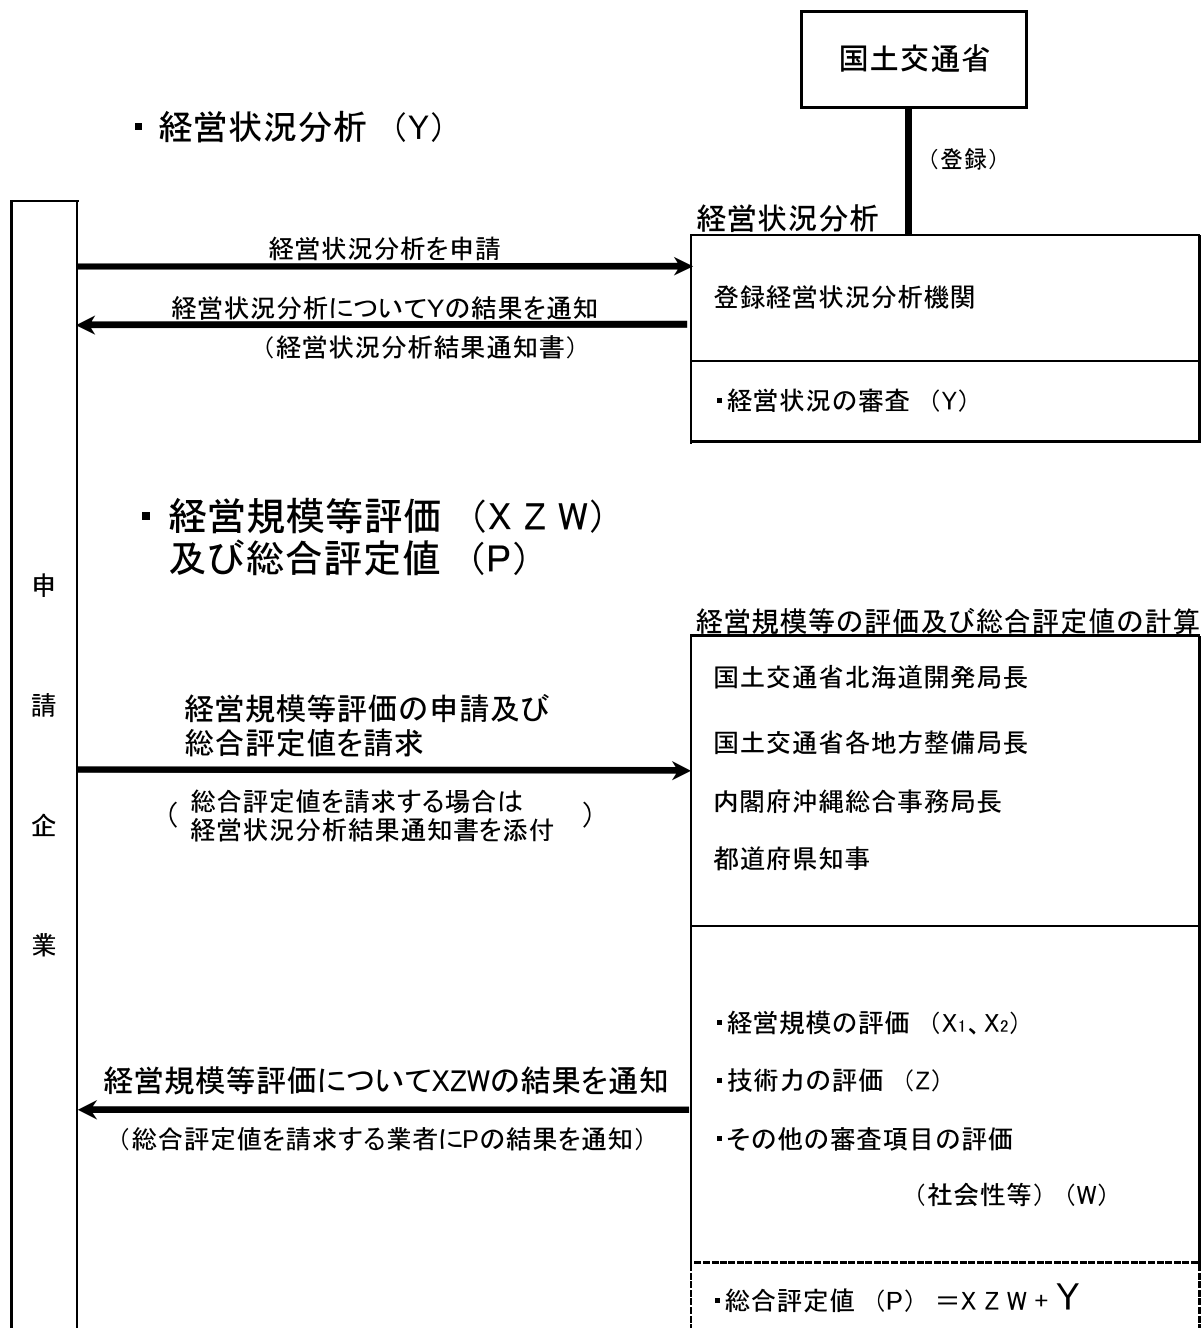 国土交通省
・ 経営状況分析 （Y）
（登録）
経営状況分析
経営状況分析を申請
登録経営状況分析機関
経営状況分析についてYの結果を通知
（経営状況分析結果通知書）
・経営状況の審査 （Y）
・ 経営規模等評価 （X Z W）
及び総合評定値 （P）
申請企業
経営規模等の評価及び総合評定値の計算
国土交通省北海道開発局長
国土交通省各地方整備局長
内閣府沖縄総合事務局長
都道府県知事
経営規模等評価の申請及び
総合評定値を請求
（ 総合評定値を請求する場合は
経営状況分析結果通知書を添付 ）
・経営規模の評価 （X₁、X₂）
・技術力の評価 （Z）
・その他の審査項目の評価
（社会性等） （W）
経営規模等評価についてXZWの結果を通知
（総合評定値を請求する業者にPの結果を通知）
・総合評定値 （P） ＝X Z W + Y